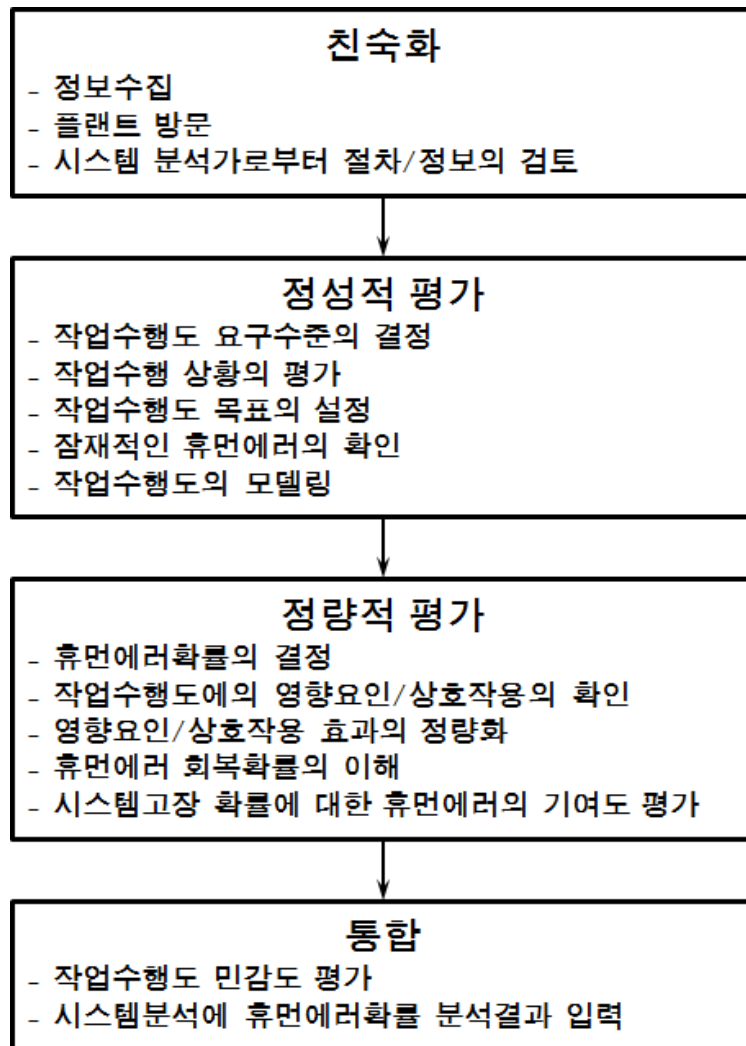 친숙화
- 정보수집
- 플랜트 방문
- 시스템 분석가로부터 절차/정보의 검토
정성적 평가
- 작업수행도 요구수준의 결정
- 작업수행 상황의 평가
- 작업수행도 목표의 설정
- 잠재적인 휴먼에러의 확인
- 작업수행도의 모델링
정량적 평가
- 휴먼에러확률의 결정
- 작업수행도에의 영향요인/상호작용의 확인
- 영향요인/상호작용 효과의 정량화
- 휴먼에러 회복확률의 이해
- 시스템고장 확률에 대한 휴먼에러의 기여도 평가
통합
- 작업수행도 민감도 평가
- 시스템분석에 휴먼에러확률 분석결과 입력